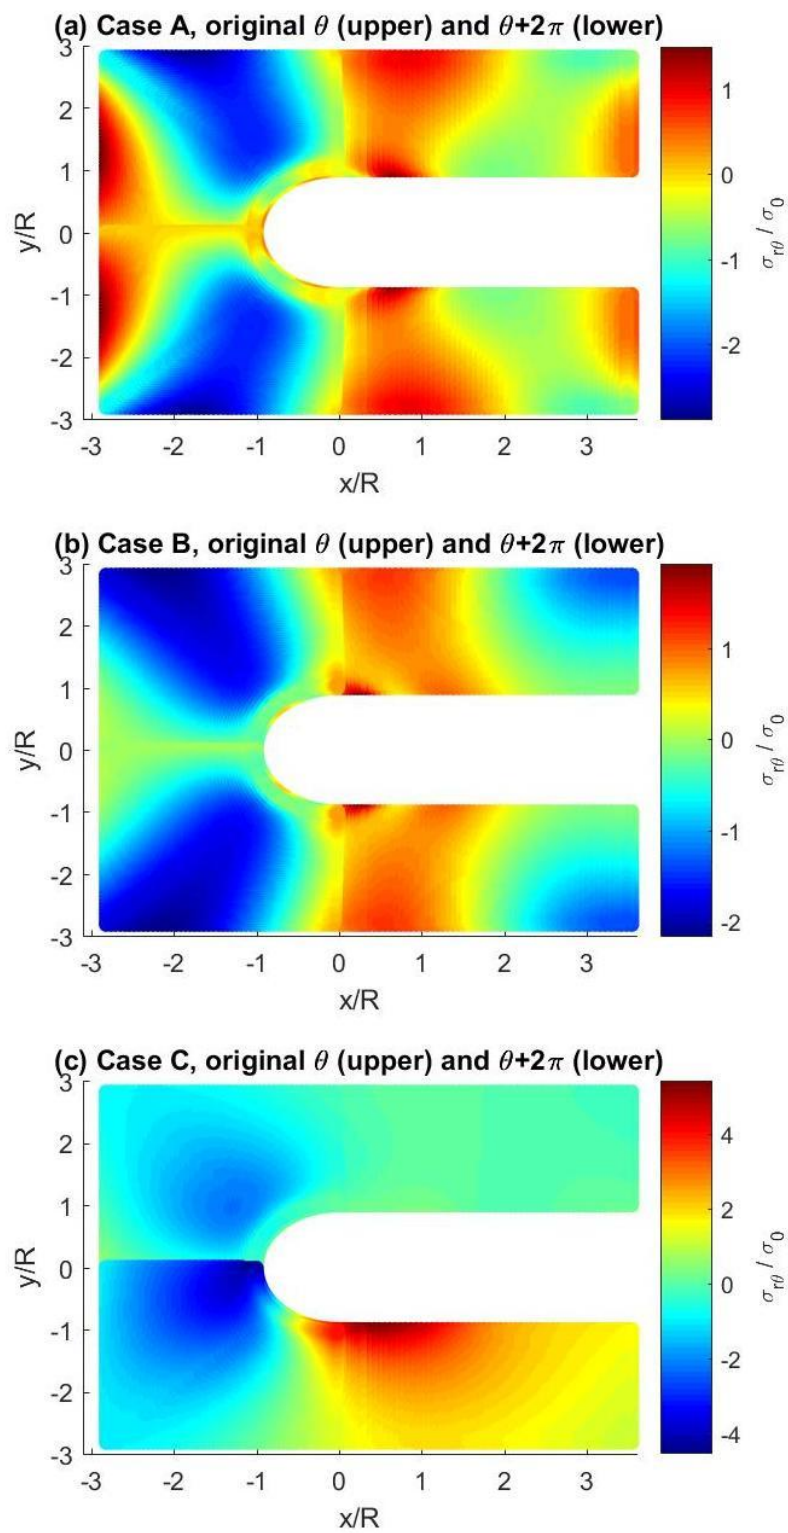 (a) Case A, original θ (upper) and θ+2π (lower)
3
2
1
0
-1
-2
-3
y/R
-3 -2 -1 0 1 2 3
x/R
1
0
-1
-2
σrθ / σ0
(b) Case B, original θ (upper) and θ+2π (lower)
3
2
1
0
-1
-2
-3
y/R
-3 -2 -1 0 1 2 3
x/R
1
0
-1
-2
σrθ / σ0
(c) Case C, original θ (upper) and θ+2π (lower)
3
2
1
0
-1
-2
-3
y/R
-3 -2 -1 0 1 2 3
x/R
4
2
0
-2
-4
σrθ / σ0